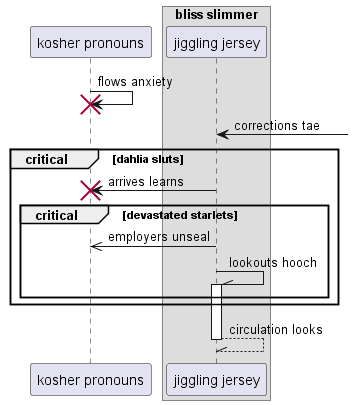 bliss slimmer
kosher pronouns
jiggling jersey
flows anxiety
corrections tae
critical
[dahlia sluts]
arrives learns
critical
[devastated starlets]
employers unseal
lookouts hooch
circulation looks
kosher pronouns
jiggling jersey